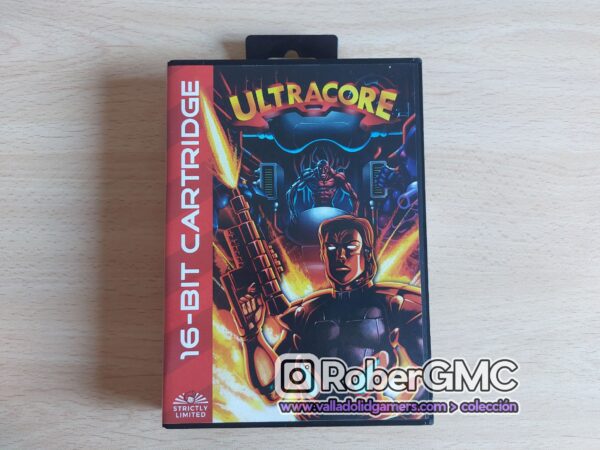 ULTRACORE
16-BIT CARTRIDGE
STRICTLY
LIMITED
RoberGMC
www.valladolidgamers.com > colección